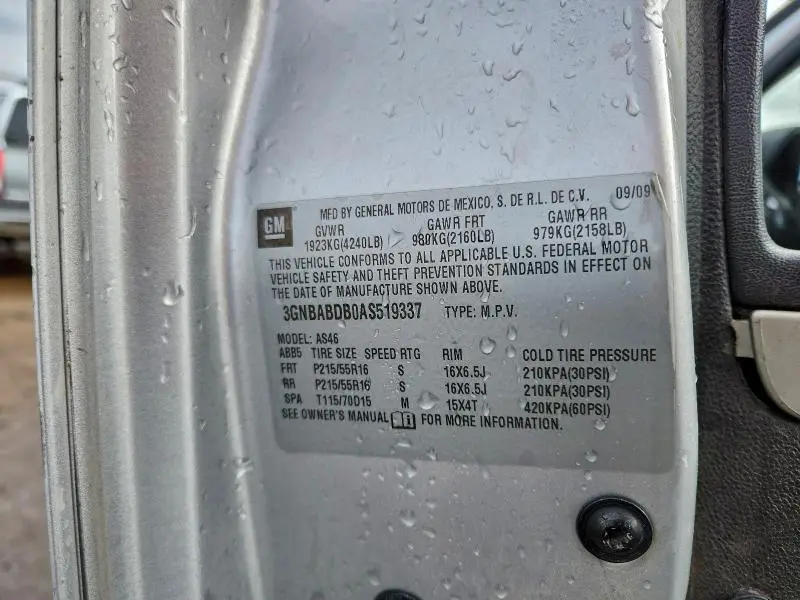 GM
MFD BY GENERAL MOTORS DE MEXICO, S. DE R.L. DE C.V. 09/09
GVWR GAWR FRT GAWR RR
1923KG(4240LB) 980KG(2160LB) 979KG(2158LB)
THIS VEHICLE CONFORMS TO ALL APPLICABLE U.S. FEDERAL MOTOR
VEHICLE SAFETY AND THEFT PREVENTION STANDARDS IN EFFECT ON
THE DATE OF MANUFACTURE SHOWN ABOVE.
3GNBABDB0AS519337 TYPE: M.P.V.
MODEL: AS46
ABB5 TIRE SIZE SPEED RTG RIM COLD TIRE PRESSURE
FRT P215/55R16 S 16X6.5J 210KPA(30PSI)
RR P215/55R16 S 16X6.5J 210KPA(30PSI)
SPA T115/70D15 M 15X4T 420KPA(60PSI)
SEE OWNER'S MANUAL i FOR MORE INFORMATION.